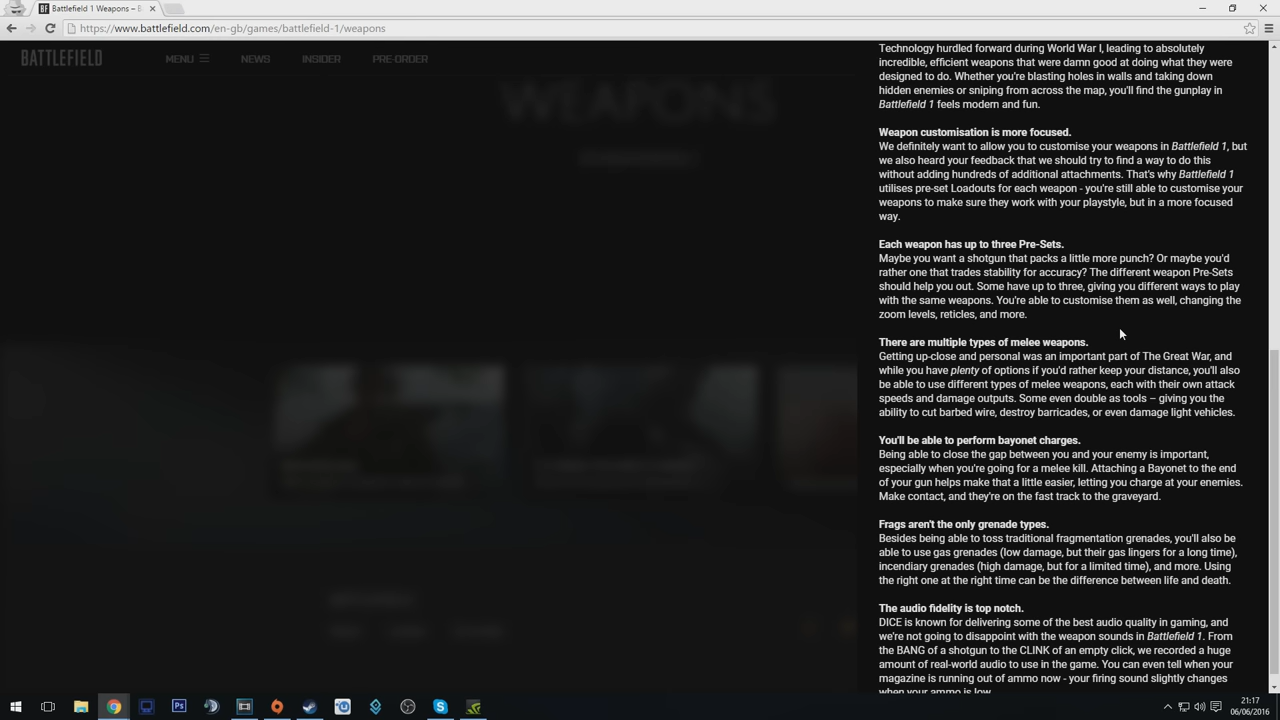 Battlefield 1 Weapons – B
https://www.battlefield.com/en-gb/games/battlefield-1/weapons
BATTLEFIELD MENU NEWS INSIDER PRE-ORDER
WEAPONS
Technology hurdled forward during World War I, leading to absolutely
incredible, efficient weapons that were damn good at doing what they were
designed to do. Whether you're blasting holes in walls and taking down
hidden enemies or sniping from across the map, you'll find the gunplay in
Battlefield 1 feels modern and fun.
Weapon customisation is more focused.
We definitely want to allow you to customise your weapons in Battlefield 1, but
we also heard your feedback that we should try to find a way to do this
without adding hundreds of additional attachments. That's why Battlefield 1
utilises pre-set Loadouts for each weapon - you're still able to customise your
weapons to make sure they work with your playstyle, but in a more focused
way.
Each weapon has up to three Pre-Sets.
Maybe you want a shotgun that packs a little more punch? Or maybe you'd
rather one that trades stability for accuracy? The different weapon Pre-Sets
should help you out. Some have up to three, giving you different ways to play
with the same weapons. You're able to customise them as well, changing the
zoom levels, reticles, and more.
There are multiple types of melee weapons.
Getting up-close and personal was an important part of The Great War, and
while you have plenty of options if you'd rather keep your distance, you'll also
be able to use different types of melee weapons, each with their own attack
speeds and damage outputs. Some even double as tools – giving you the
ability to cut barbed wire, destroy barricades, or even damage light vehicles.
You'll be able to perform bayonet charges.
Being able to close the gap between you and your enemy is important,
especially when you're going for a melee kill. Attaching a Bayonet to the end
of your gun helps make that a little easier, letting you charge at your enemies.
Make contact, and they're on the fast track to the graveyard.
Frags aren't the only grenade types.
Besides being able to toss traditional fragmentation grenades, you'll also be
able to use gas grenades (low damage, but their gas lingers for a long time),
incendiary grenades (high damage, but for a limited time), and more. Using
the right one at the right time can be the difference between life and death.
The audio fidelity is top notch.
DICE is known for delivering some of the best audio quality in gaming, and
we're not going to disappoint with the weapon sounds in Battlefield 1. From
the BANG of a shotgun to the CLINK of an empty click, we recorded a huge
amount of real-world audio to use in the game. You can even tell when your
magazine is running out of ammo now - your firing sound slightly changes
when your ammo is low.
21:17
06/06/2016